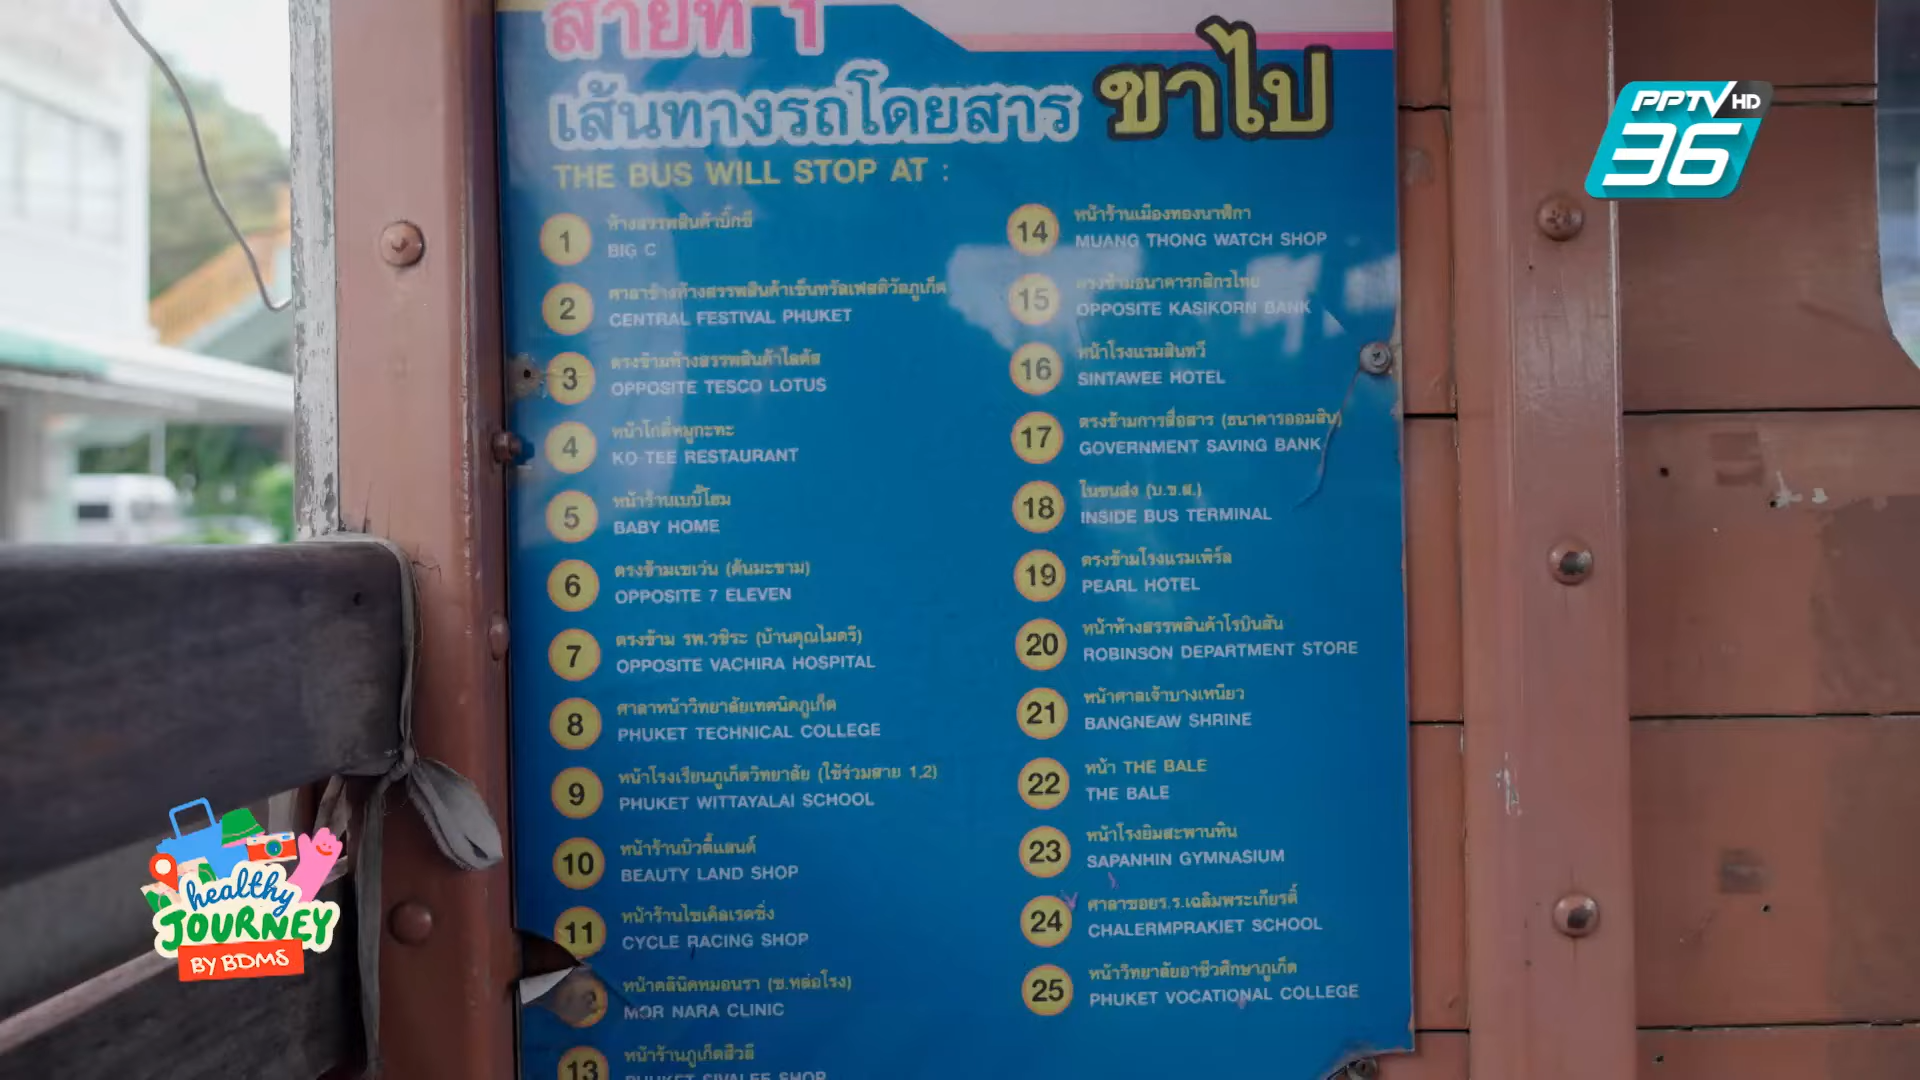 สายที่ 1
เส้นทางรถโดยสาร ขาไป
THE BUS WILL STOP AT :
1 ห้างสรรพสินค้าบิ๊กซี
BIG C
2 ศาลาข้างห้างสรรพสินค้าเซ็นทรัลเฟสติวัลภูเก็ต
CENTRAL FESTIVAL PHUKET
3 ตรงข้ามห้างสรรพสินค้าโลตัส
OPPOSITE TESCO LOTUS
4 หน้าโกตี๋หมูกะทะ
KO-TEE RESTAURANT
5 หน้าร้านเบบี้โฮม
BABY HOME
6 ตรงข้ามเซเว่น (ต้นมะขาม)
OPPOSITE 7 ELEVEN
7 ตรงข้าม รพ.วชิระ (บ้านคุณไมตรี)
OPPOSITE VACHIRA HOSPITAL
8 ศาลาหน้าวิทยาลัยเทคนิคภูเก็ต
PHUKET TECHNICAL COLLEGE
9 หน้าโรงเรียนภูเก็ตวิทยาลัย (ใช้ร่วมสาย 1,2)
PHUKET WITTAYALAI SCHOOL
10 หน้าร้านบิวตี้แลนด์
BEAUTY LAND SHOP
11 หน้าร้านไซเคิลเรคซิ่ง
CYCLE RACING SHOP
หน้าคลินิคหมอนรา (ซ.หล่อโรง)
MOR NARA CLINIC
13 หน้าร้านภูเก็ตสีวลี
PHUKET SIVALEE SHOP
14 หน้าร้านเมืองทองนาฬิกา
MUANG THONG WATCH SHOP
15 ตรงข้ามธนาคารกสิกรไทย
OPPOSITE KASIKORN BANK
16 หน้าโรงแรมสินทวี
SINTAWEE HOTEL
17 ตรงข้ามการสื่อสาร (ธนาคารออมสิน)
GOVERNMENT SAVING BANK
18 ในขนส่ง (บ.ข.ส.)
INSIDE BUS TERMINAL
19 ตรงข้ามโรงแรมเพิร์ล
PEARL HOTEL
20 หน้าห้างสรรพสินค้าโรบินสัน
ROBINSON DEPARTMENT STORE
21 หน้าศาลเจ้าบางเหนียว
BANGNEAW SHRINE
22 หน้า THE BALE
THE BALE
23 หน้าโรงยิมสะพานหิน
SAPANHIN GYMNASIUM
24 ศาลาซอยร.ร.เฉลิมพระเกียรติ์
CHALERMPRAKIET SCHOOL
25 หน้าวิทยาลัยอาชีวศึกษาภูเก็ต
PHUKET VOCATIONAL COLLEGE
PPTV HD
36
healthy
JOURNEY
BY BDMS